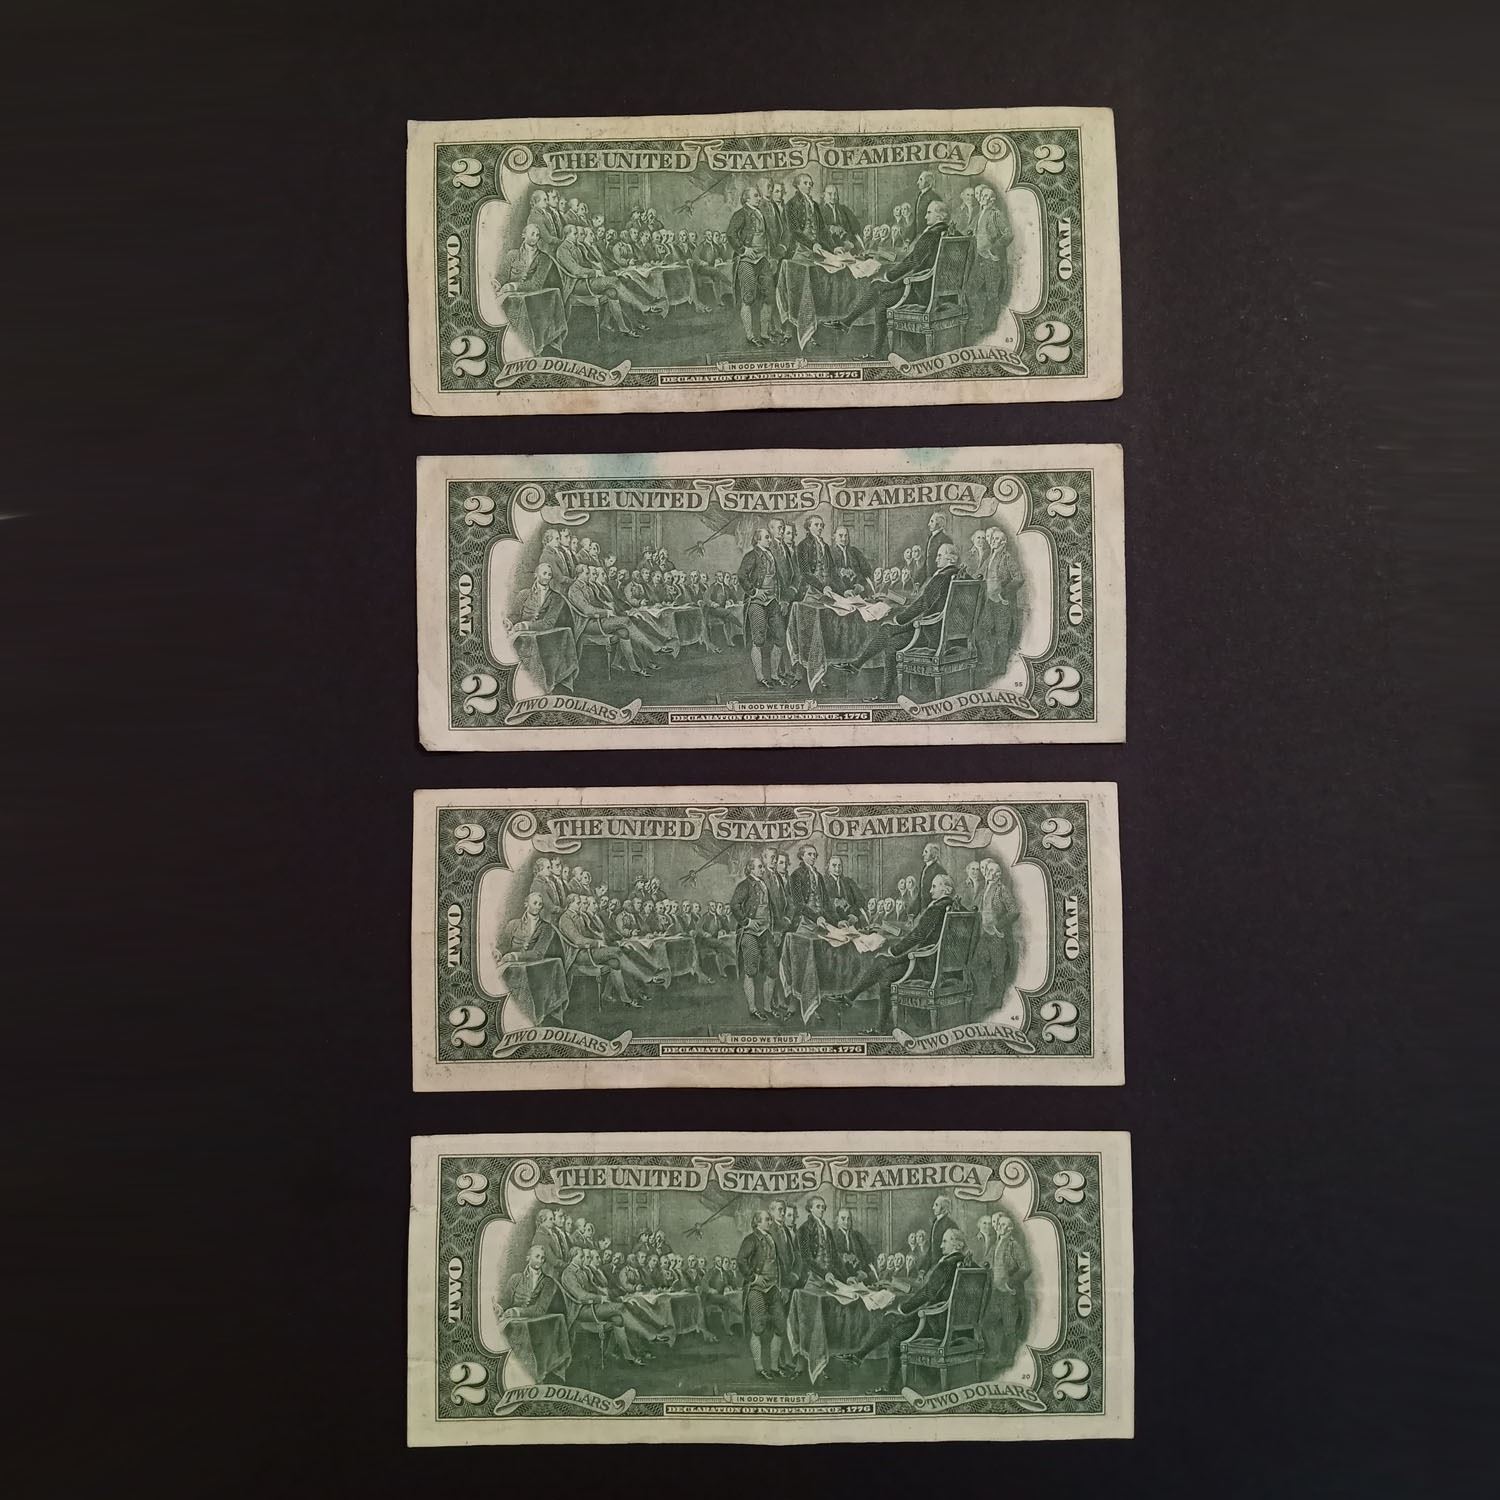 2 THE UNITED STATES OF AMERICA 2
TWO TWO
83
2 TWO DOLLARS IN GOD WE TRUST TWO DOLLARS 2
DECLARATION OF INDEPENDENCE, 1776
2 THE UNITED STATES OF AMERICA 2
TWO TWO
55
2 TWO DOLLARS IN GOD WE TRUST TWO DOLLARS 2
DECLARATION OF INDEPENDENCE, 1776
2 THE UNITED STATES OF AMERICA 2
TWO TWO
46
2 TWO DOLLARS IN GOD WE TRUST TWO DOLLARS 2
DECLARATION OF INDEPENDENCE, 1776
2 THE UNITED STATES OF AMERICA 2
TWO TWO
20
2 TWO DOLLARS IN GOD WE TRUST TWO DOLLARS 2
DECLARATION OF INDEPENDENCE, 1776